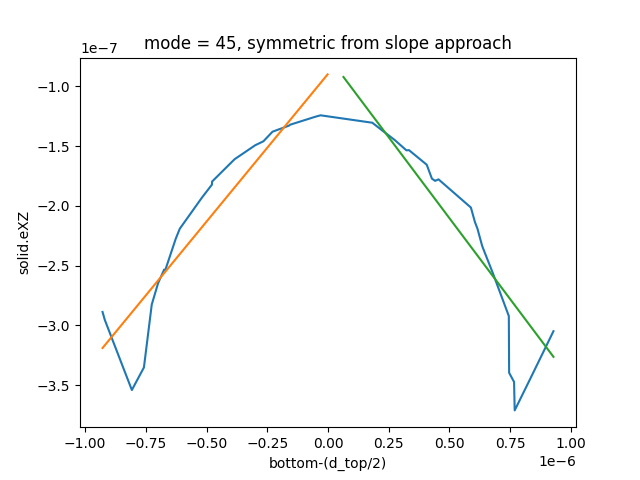 mode = 45, symmetric from slope approach
1e−7
−1.0
−1.5
−2.0
−2.5
−3.0
−3.5
solid.eXZ
−1.00 −0.75 −0.50 −0.25 0.00 0.25 0.50 0.75 1.00
1e−6
bottom-(d_top/2)